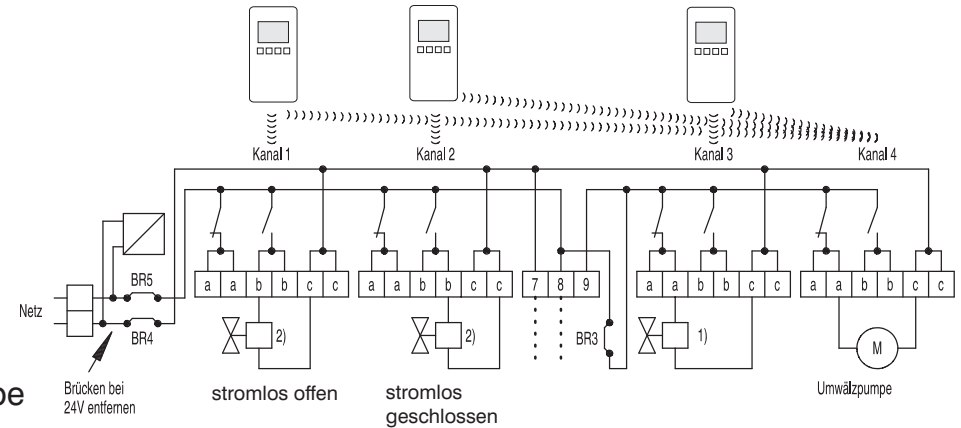 Kanal 1 Kanal 2 Kanal 3 Kanal 4
BR5
a a b b c c a a b b c c 7 8 9 a a b b c c a a b b c c
Netz
BR4 2) 2) BR3 1) M
Brücken bei
24V entfernen
be
stromlos offen
stromlos
geschlossen
Umwälzpumpe